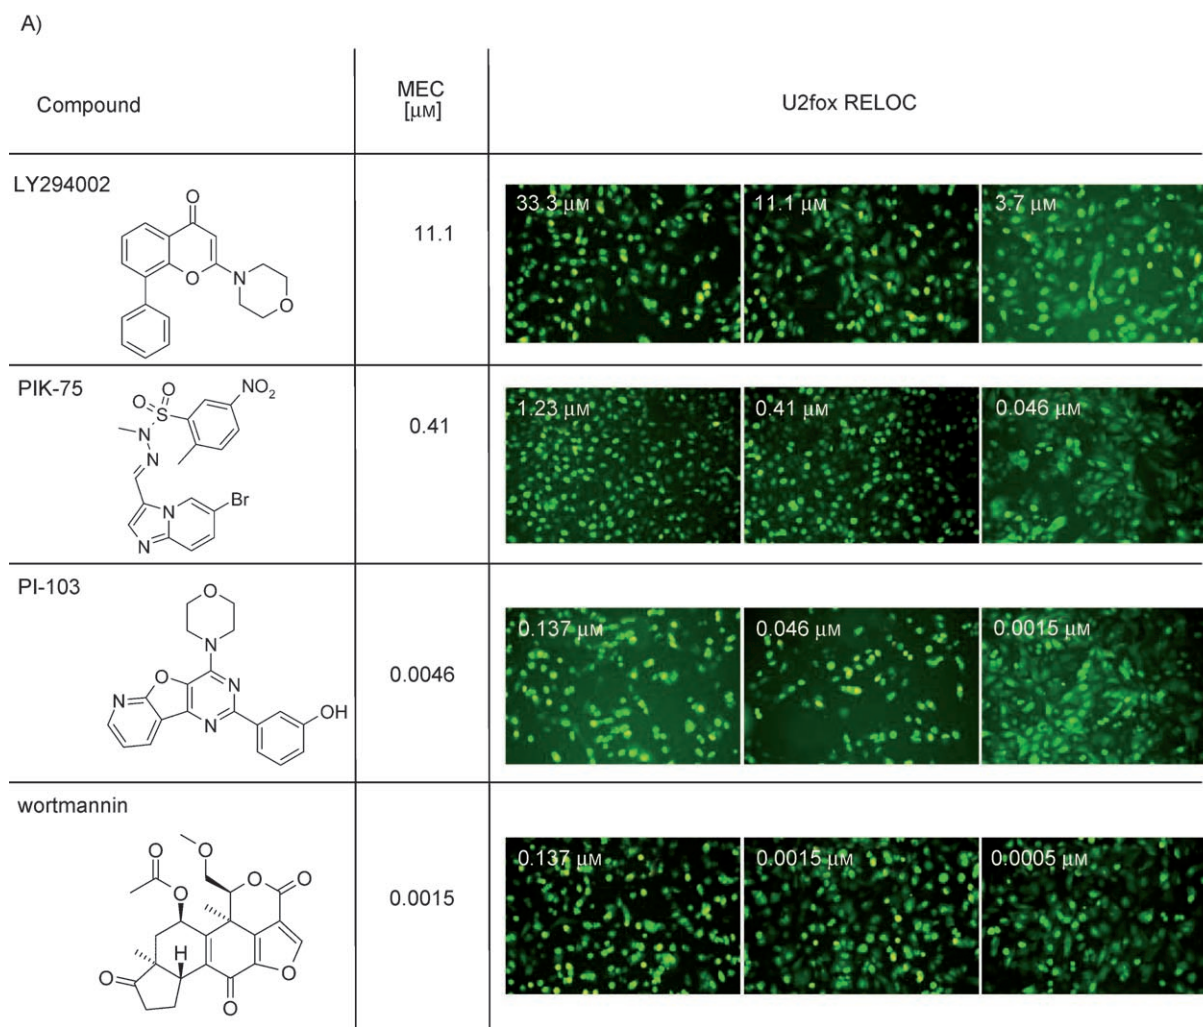 A)
Compound
MEC
[μM]
U2fox RELOC
LY294002
O
O
N
O
11.1
33.3 μM
11.1 μM
3.7 μM
PIK-75
O
O
S
NO2
N
N
Br
N
N
0.41
1.23 μM
0.41 μM
0.046 μM
PI-103
O
N
O
N
N
N
OH
0.0046
0.137 μM
0.046 μM
0.0015 μM
wortmannin
O
O
O
O
O
H
O
O
O
0.0015
0.137 μM
0.0015 μM
0.0005 μM